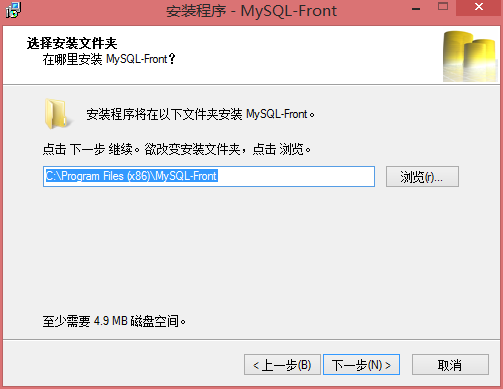 安装程序 - MySQL-Front
选择安装文件夹
在哪里安装 MySQL-Front？
安装程序将在以下文件夹安装 MySQL-Front。
点击 下一步 继续。欲改变安装文件夹，点击 浏览。
C:\Program Files (x86)\MySQL-Front
浏览(r)...
至少需要 4.9 MB 磁盘空间。
< 上一步(B)
下一步(N) >
取消